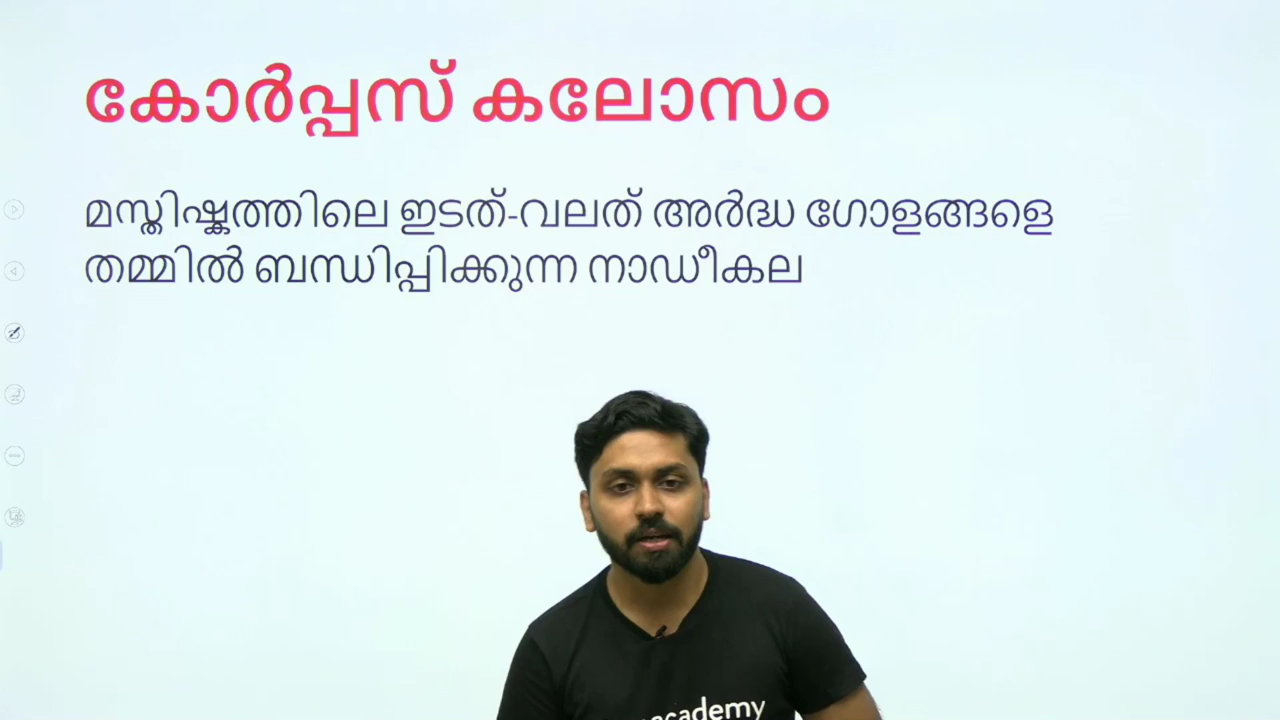 കോർപ്പസ് കലോസം
മസ്തിഷ്കത്തിലെ ഇടത്-വലത് അർദ്ധ ഗോളങ്ങളെ
തമ്മിൽ ബന്ധിപ്പിക്കുന്ന നാഡീകല